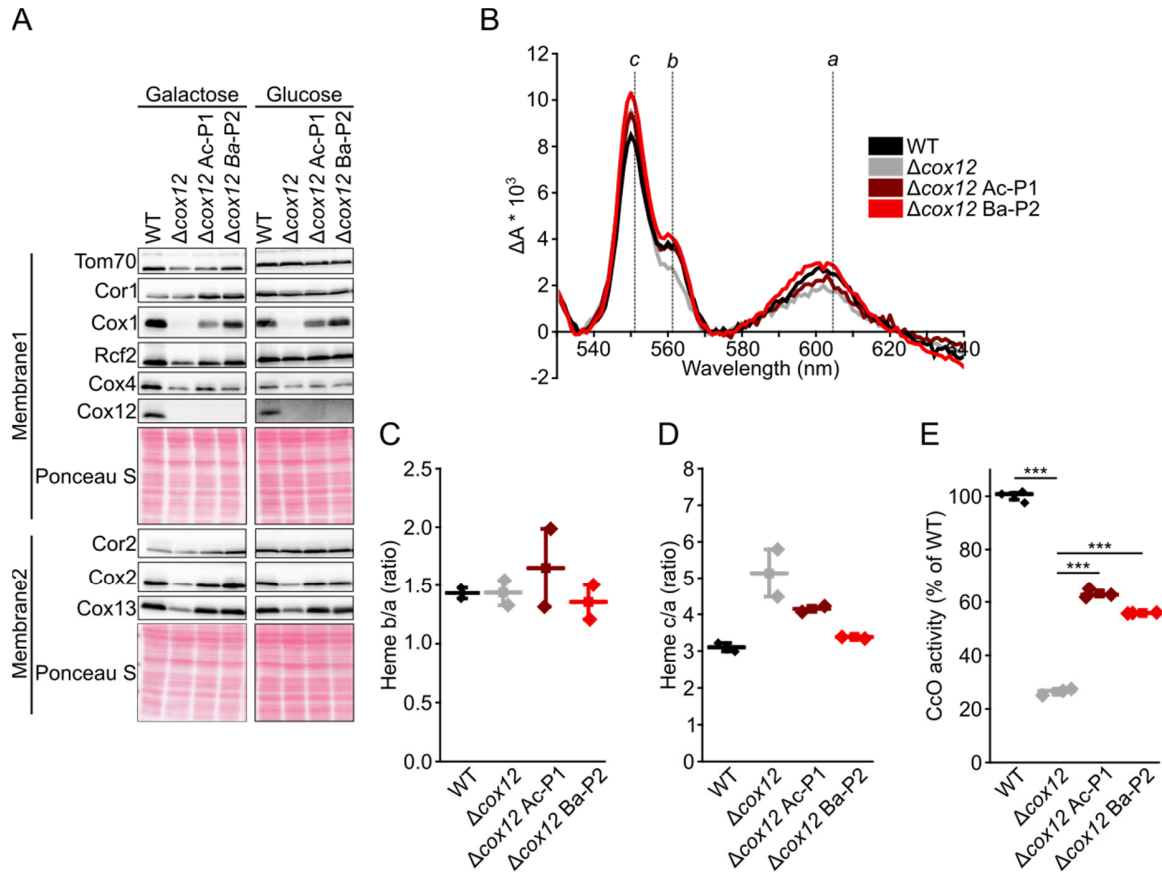 A
Galactose Glucose
WT Δcox12 Δcox12 Ac-P1 Δcox12 Ba-P2 WT Δcox12 Δcox12 Ac-P1 Δcox12 Ba-P2
Membrane1
Tom70
Cor1
Cox1
Rcf2
Cox4
Cox12
Ponceau S
Membrane2
Cor2
Cox2
Cox13
Ponceau S
B
c b a
ΔA * 10³
12
10
8
6
4
2
0
-2
540 560 580 600 620 640
Wavelength (nm)
WT
Δcox12
Δcox12 Ac-P1
Δcox12 Ba-P2
C
Heme b/a (ratio)
2.5
2.0
1.5
1.0
0.5
0.0
WT Δcox12 Δcox12 Ac-P1 Δcox12 Ba-P2
D
Heme c/a (ratio)
8
7
6
5
4
3
2
1
0
WT Δcox12 Δcox12 Ac-P1 Δcox12 Ba-P2
E
CcO activity (% of WT)
100
80
60
40
20
0
***
***
***
WT Δcox12 Δcox12 Ac-P1 Δcox12 Ba-P2